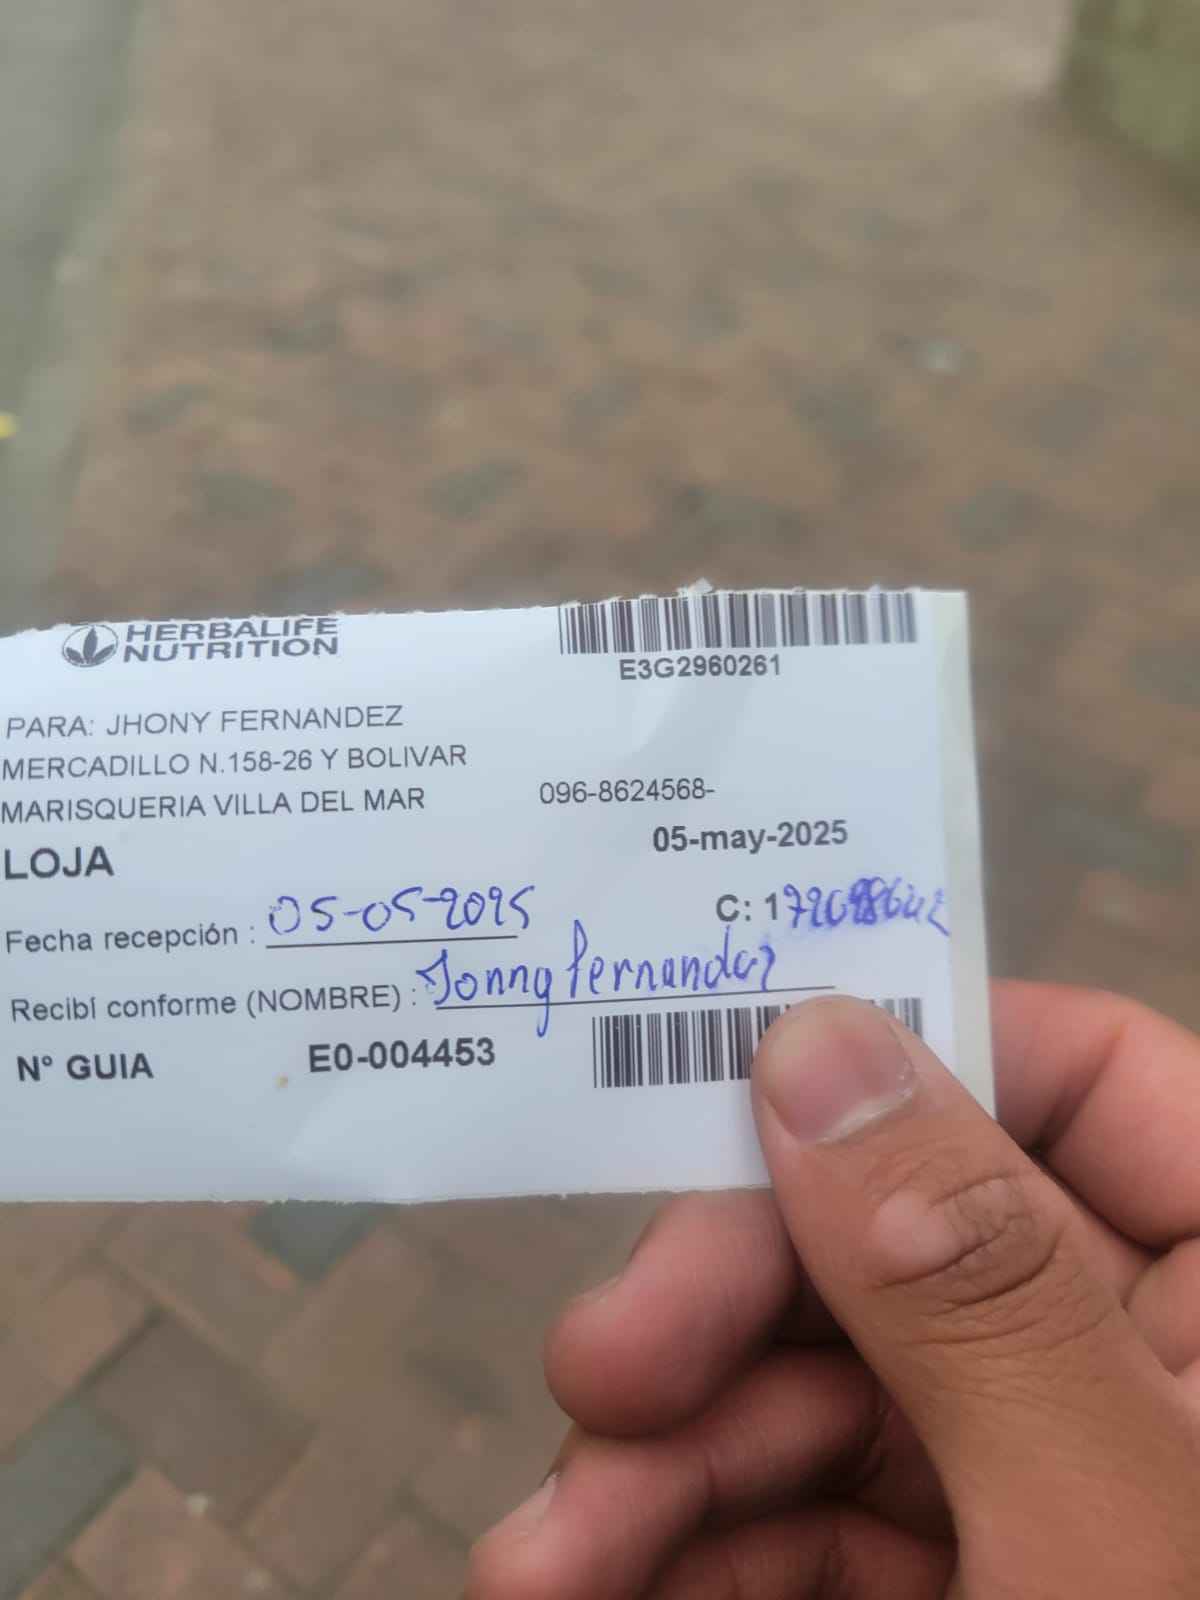 HERBALIFE
NUTRITION
E3G2960261
PARA: JHONY FERNANDEZ
MERCADILLO N.158-26 Y BOLIVAR
MARISQUERIA VILLA DEL MAR 096-8624568-
LOJA 05-may-2025
Fecha recepción : 05-05-2025 C: 1
Recibí conforme (NOMBRE) : Jonny fernandez
N° GUIA E0-004453